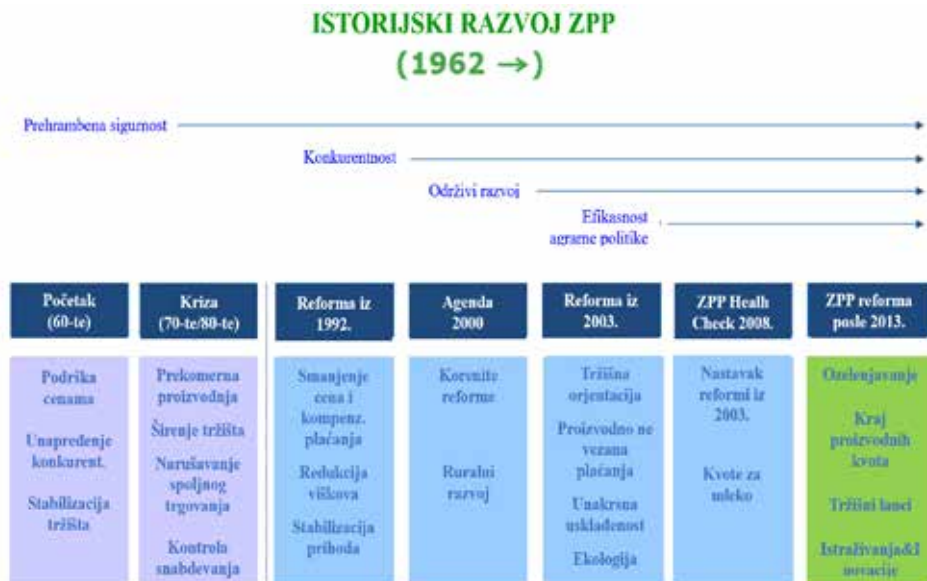 ISTORIJSKI RAZVOJ ZPP
(1962 →)
Prehrambena sigurnost
Konkurentnost
Održivi razvoj
Efikasnost
agrarne politike
Početak
(60-te)
Podrška
cenama
Unapređenje
konkurent.
Stabilizacija
tržišta
Kriza
(70-te/80-te)
Prekomerna
proizvodnja
Širenje tržišta
Narušavanje
spoljnog
trgovanja
Kontrola
snabdevanja
Reforma iz
1992.
Smanjenje
cena i
kompenz.
plaćanja
Redukcija
viškova
Stabilizacija
prihoda
Agenda
2000
Korenite
reforme
Ruralni
razvoj
Reforma iz
2003.
Tržišna
orjentacija
Proizvodno ne
vezana
plaćanja
Unakrsna
usklađenost
Ekologija
ZPP Healh
Check 2008.
Nastavak
reformi iz
2003.
Kvote za
mleko
ZPP reforma
posle 2013.
Ozelenjavanje
Kraj
proizvodnih
kvota
Tržišni lanci
Istraživanja&I
novacije